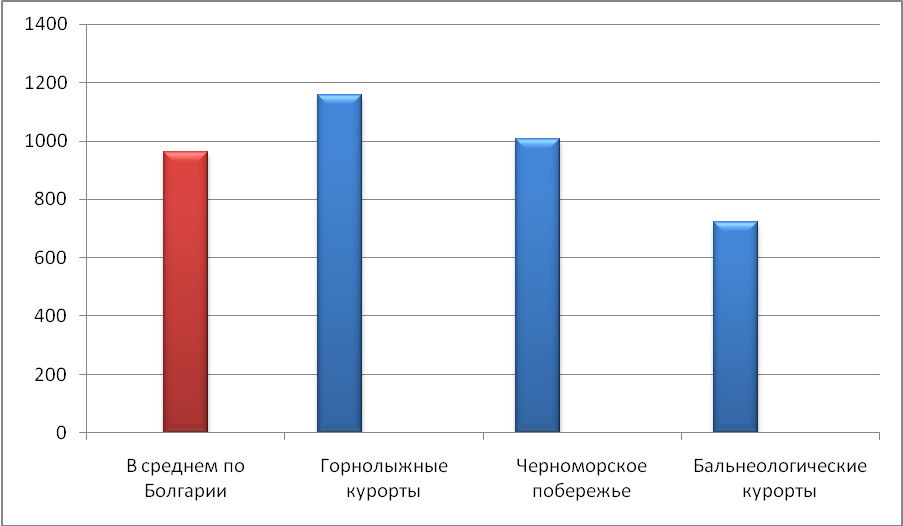 1400
1200
1000
800
600
400
200
0
В среднем по
Болгарии
Горнолыжные
курорты
Черноморское
побережье
Бальнеологические
курорты